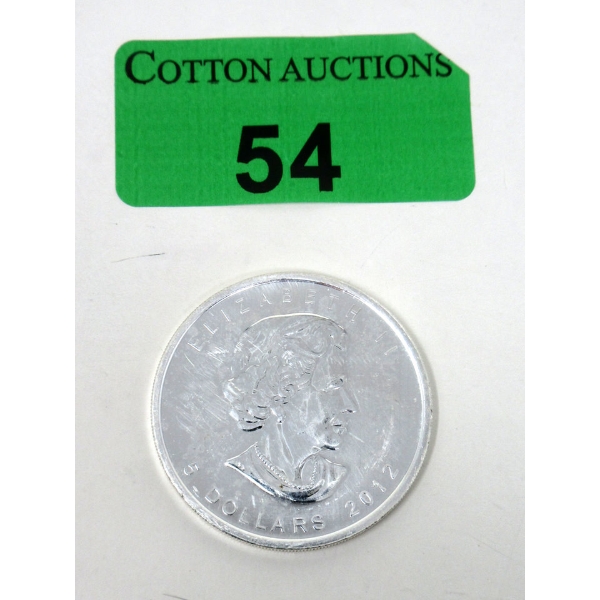 COTTON AUCTIONS
54
ELIZABETH II
5 DOLLARS 2012